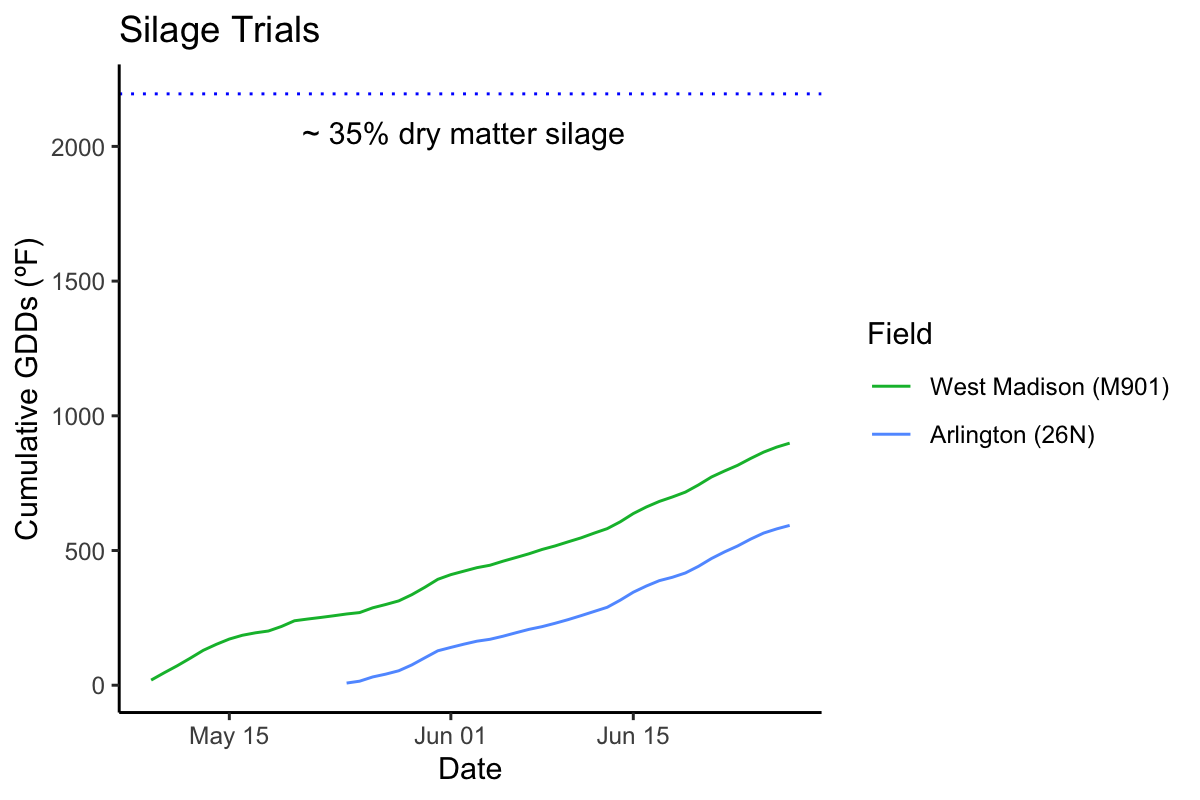 Silage Trials
~ 35% dry matter silage
2000
1500
1000
500
0
Cumulative GDDs (ºF)
May 15
Jun 01
Jun 15
Date
Field
West Madison (M901)
Arlington (26N)